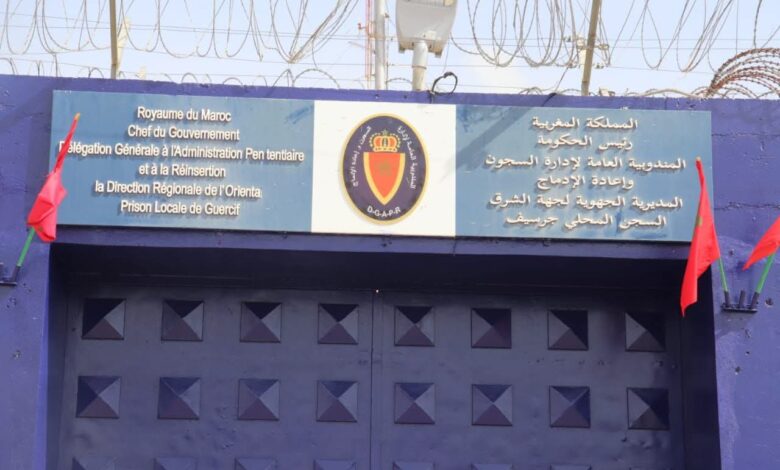 Royaume du Maroc
Chef du Gouvernement
Délégation Générale à l'Administration Pen tentiaire
et à la Réinsertion
la Direction Régionale de l'Orienta
Prison Locale de Guercif
D-G-A-P-R
المملكة المغربية
رئيس الحكومة
المندوبية العامة لإدارة السجون
وإعادة الإدماج
المديرية الجهوية لجهة الشرق
السجن المحلي جرسيف